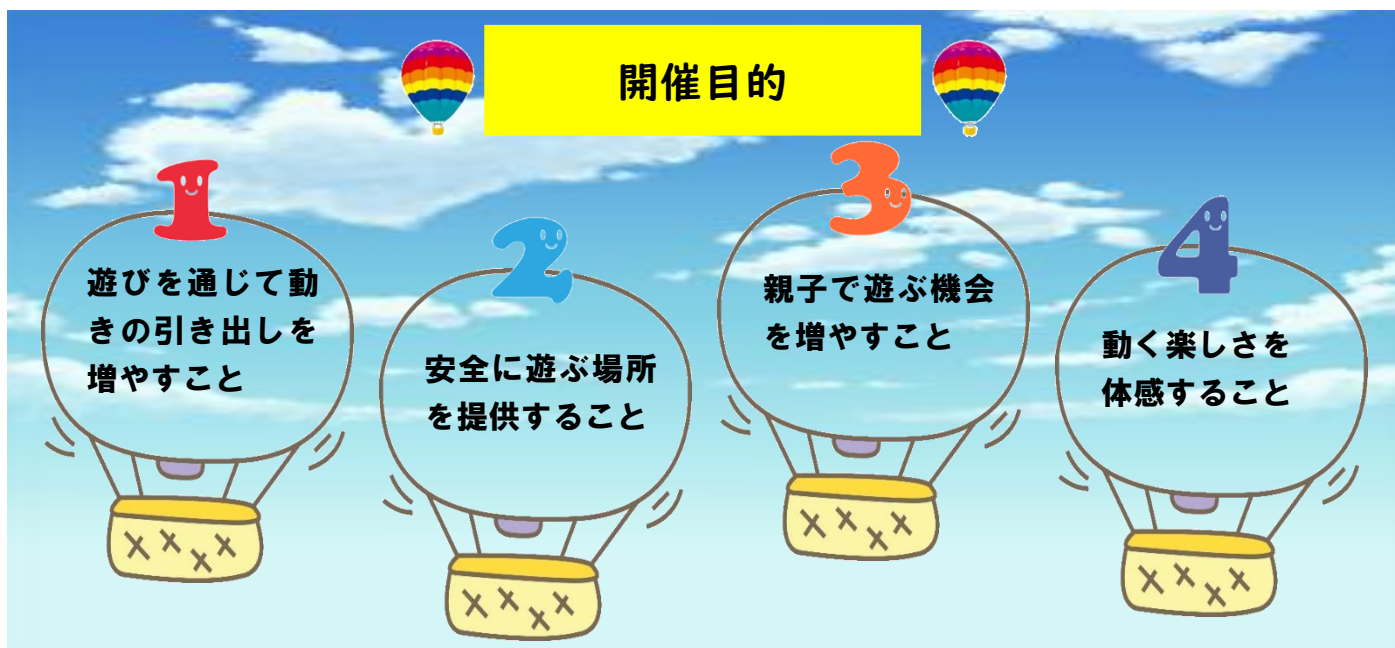 開催目的
1
遊びを通じて動
きの引き出しを
増やすこと
2
安全に遊ぶ場所
を提供すること
3
親子で遊ぶ機会
を増やすこと
4
動く楽しさを
体感すること